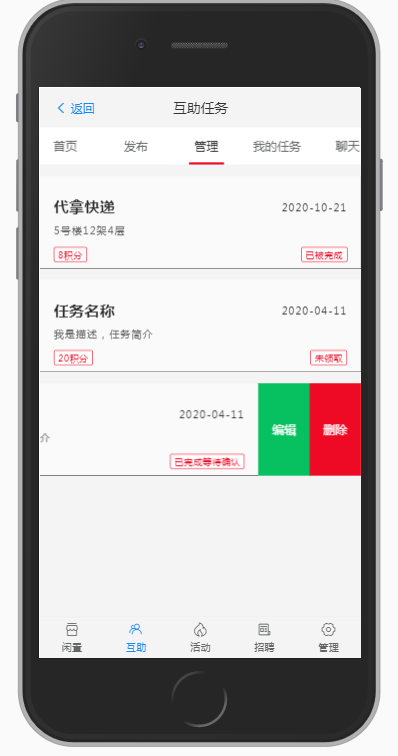 返回
互助任务
首页 发布 管理 我的任务 聊天
代拿快递 2020-10-21
5号楼12架4层
8积分 已被完成
任务名称 2020-04-11
我是描述，任务简介
20积分 未领取
2020-04-11
介
已完成等待确认
编辑 删除
闲置 互助 活动 招聘 管理